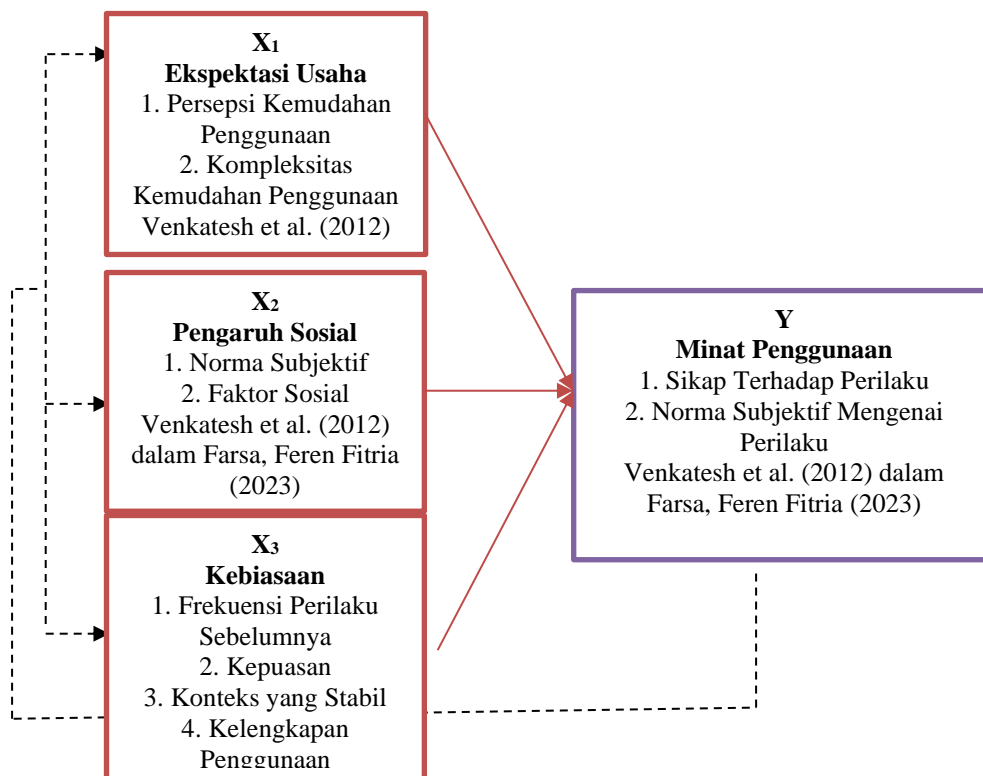 X1
Ekspektasi Usaha
1. Persepsi Kemudahan
Penggunaan
2. Kompleksitas
Kemudahan Penggunaan
Venkatesh et al. (2012)
X2
Pengaruh Sosial
1. Norma Subjektif
2. Faktor Sosial
Venkatesh et al. (2012)
dalam Farsa, Feren Fitria
(2023)
X3
Kebiasaan
1. Frekuensi Perilaku
Sebelumnya
2. Kepuasan
3. Konteks yang Stabil
4. Kelengkapan
Penggunaan
Y
Minat Penggunaan
1. Sikap Terhadap Perilaku
2. Norma Subjektif Mengenai
Perilaku
Venkatesh et al. (2012) dalam
Farsa, Feren Fitria (2023)